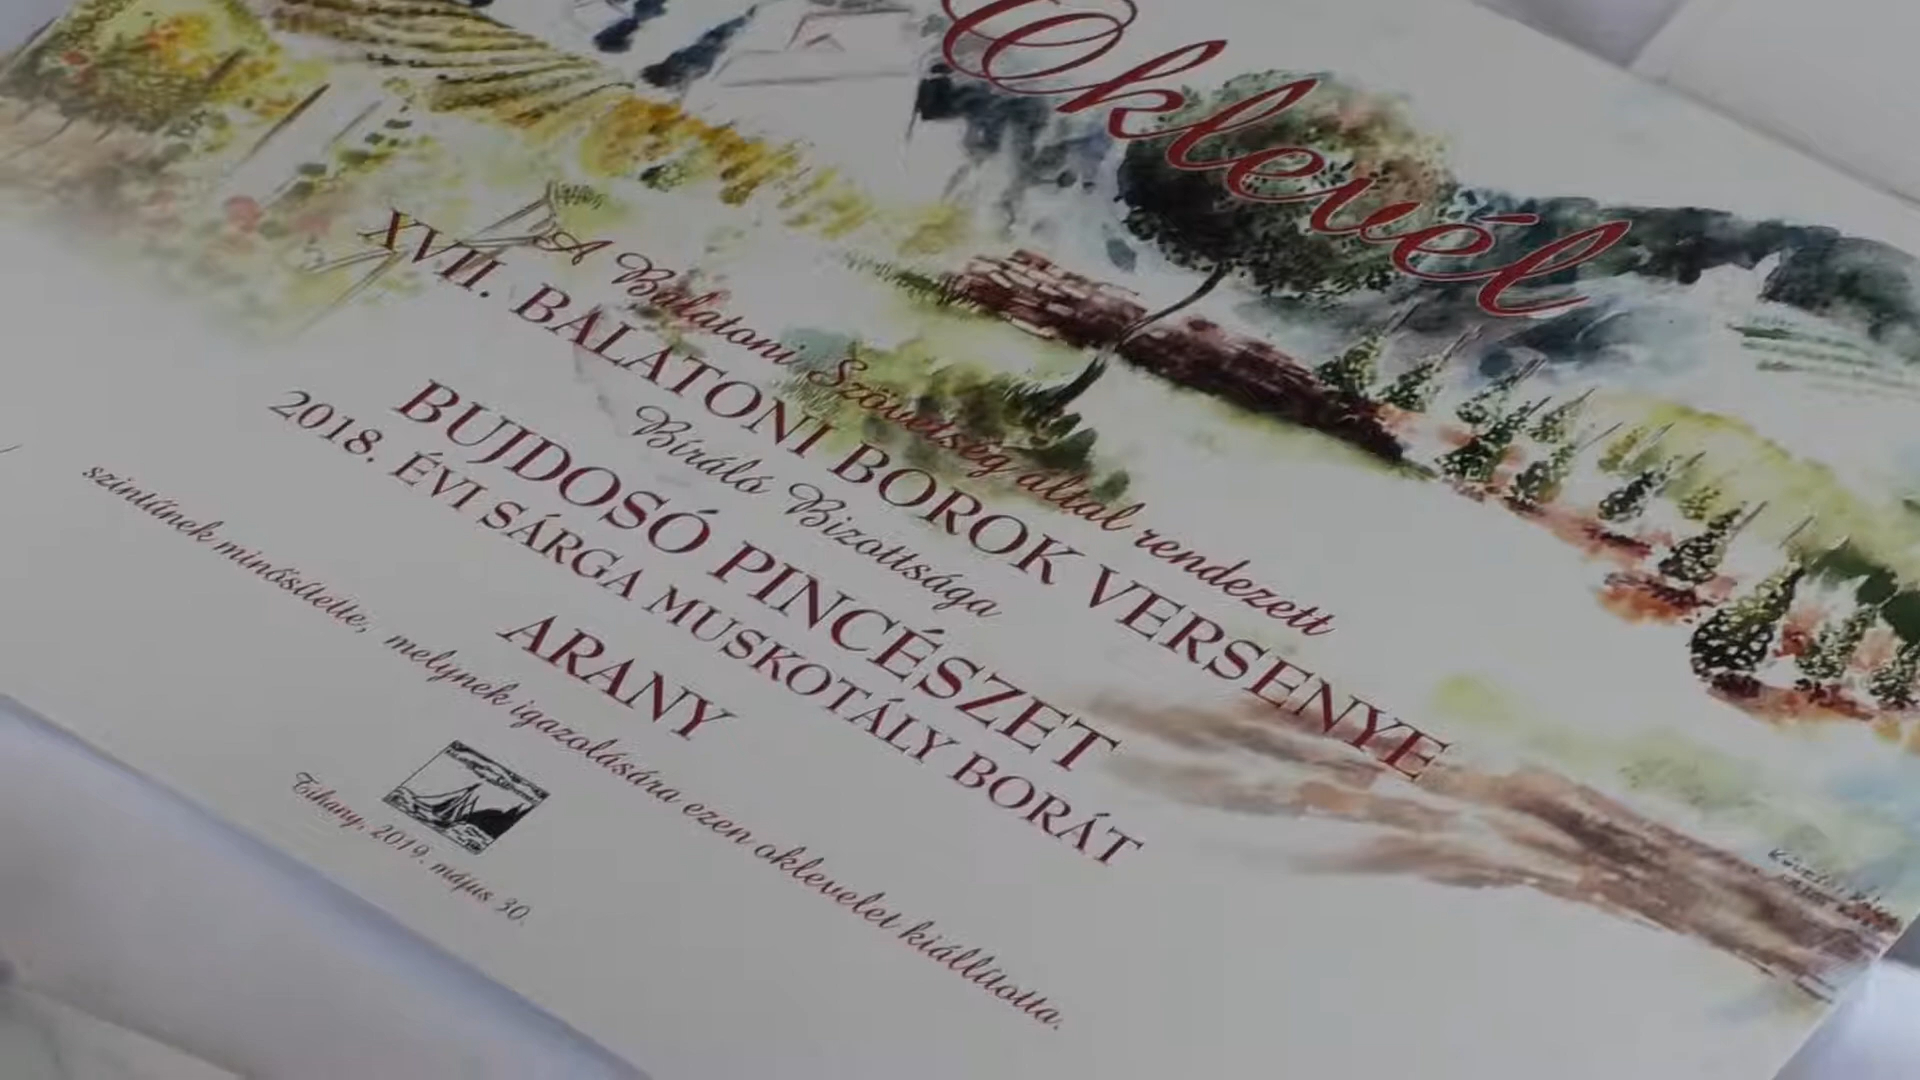 Oklevél
A Balatoni Szövetség által rendezett
XVII. BALATONI BOROK VERSENYE
Bíráló Bizottsága
BUJDOSÓ PINCÉSZET
2018. ÉVI SÁRGA MUSKOTÁLY BORÁT
ARANY
szintűnek minősítette, melynek igazolására ezen oklevelet kiállította.
Tihany, 2019. május 30.